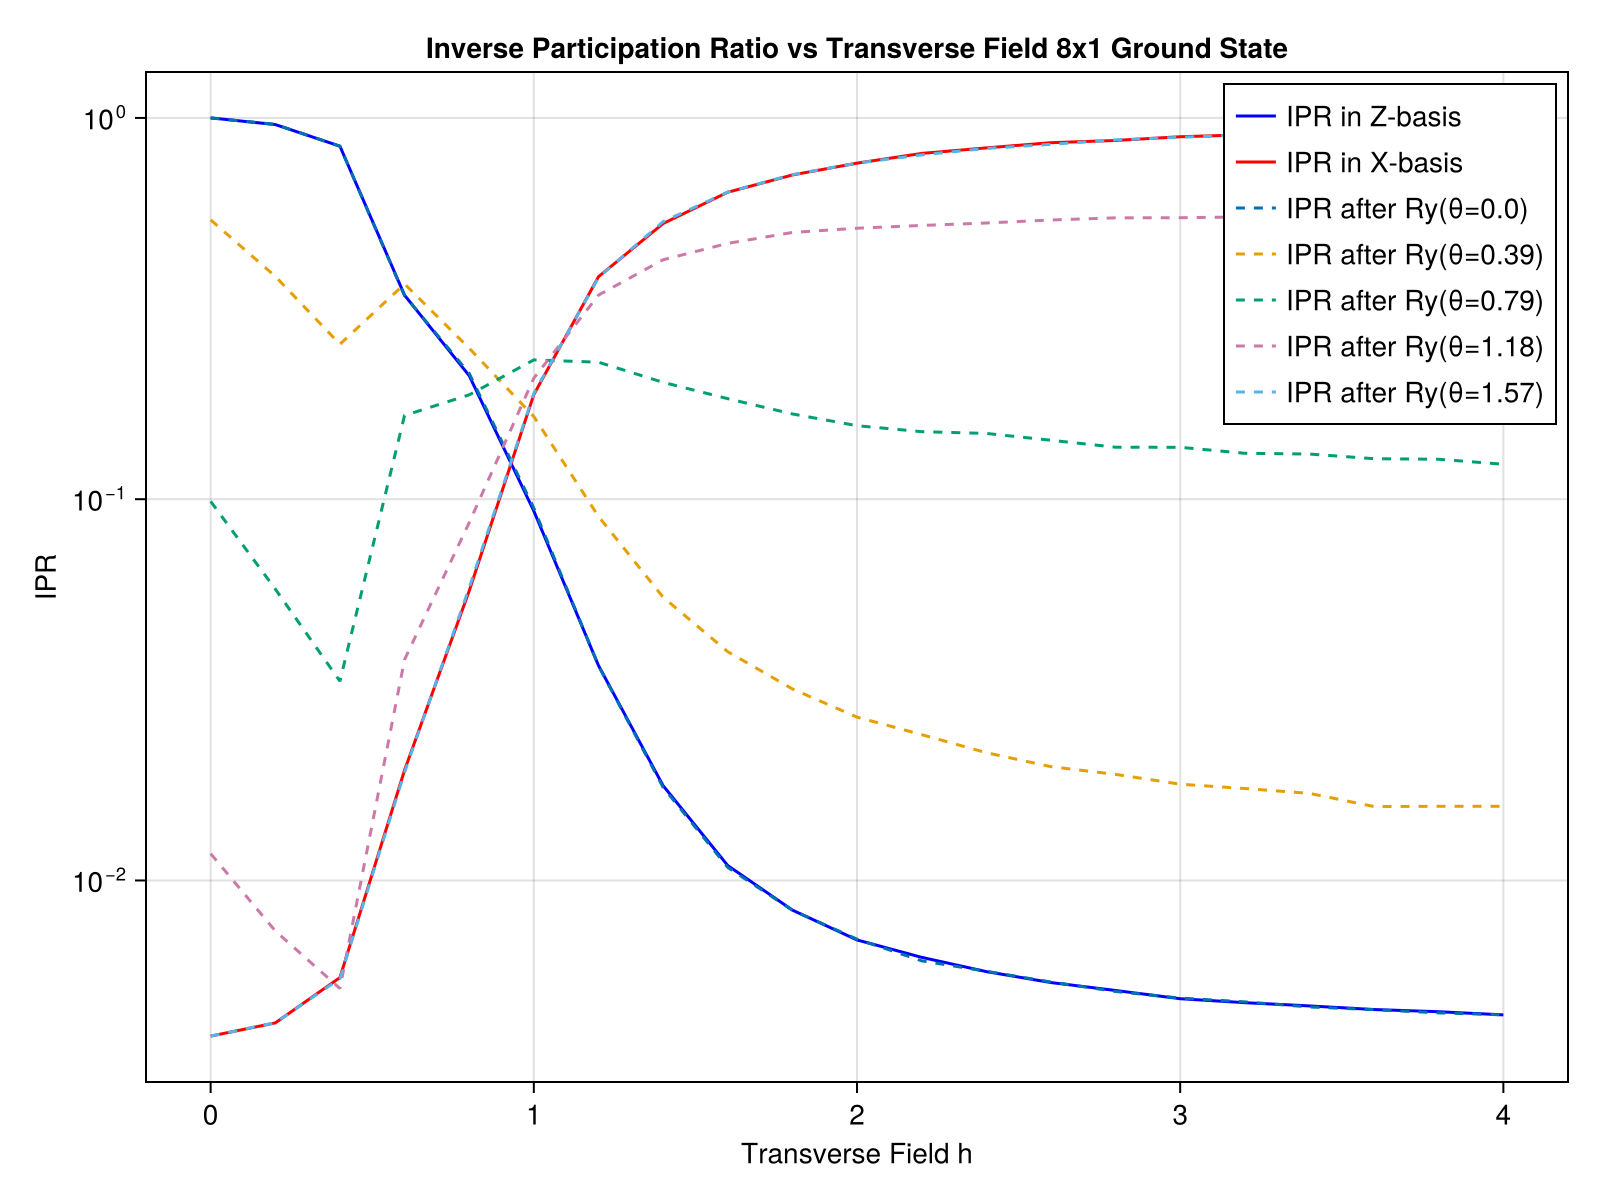 Inverse Participation Ratio vs Transverse Field 8x1 Ground State
IPR in Z-basis
IPR in X-basis
IPR after Ry(θ=0.0)
IPR after Ry(θ=0.39)
IPR after Ry(θ=0.79)
IPR after Ry(θ=1.18)
IPR after Ry(θ=1.57)
10⁰
10⁻¹
10⁻²
IPR
0 1 2 3 4
Transverse Field h